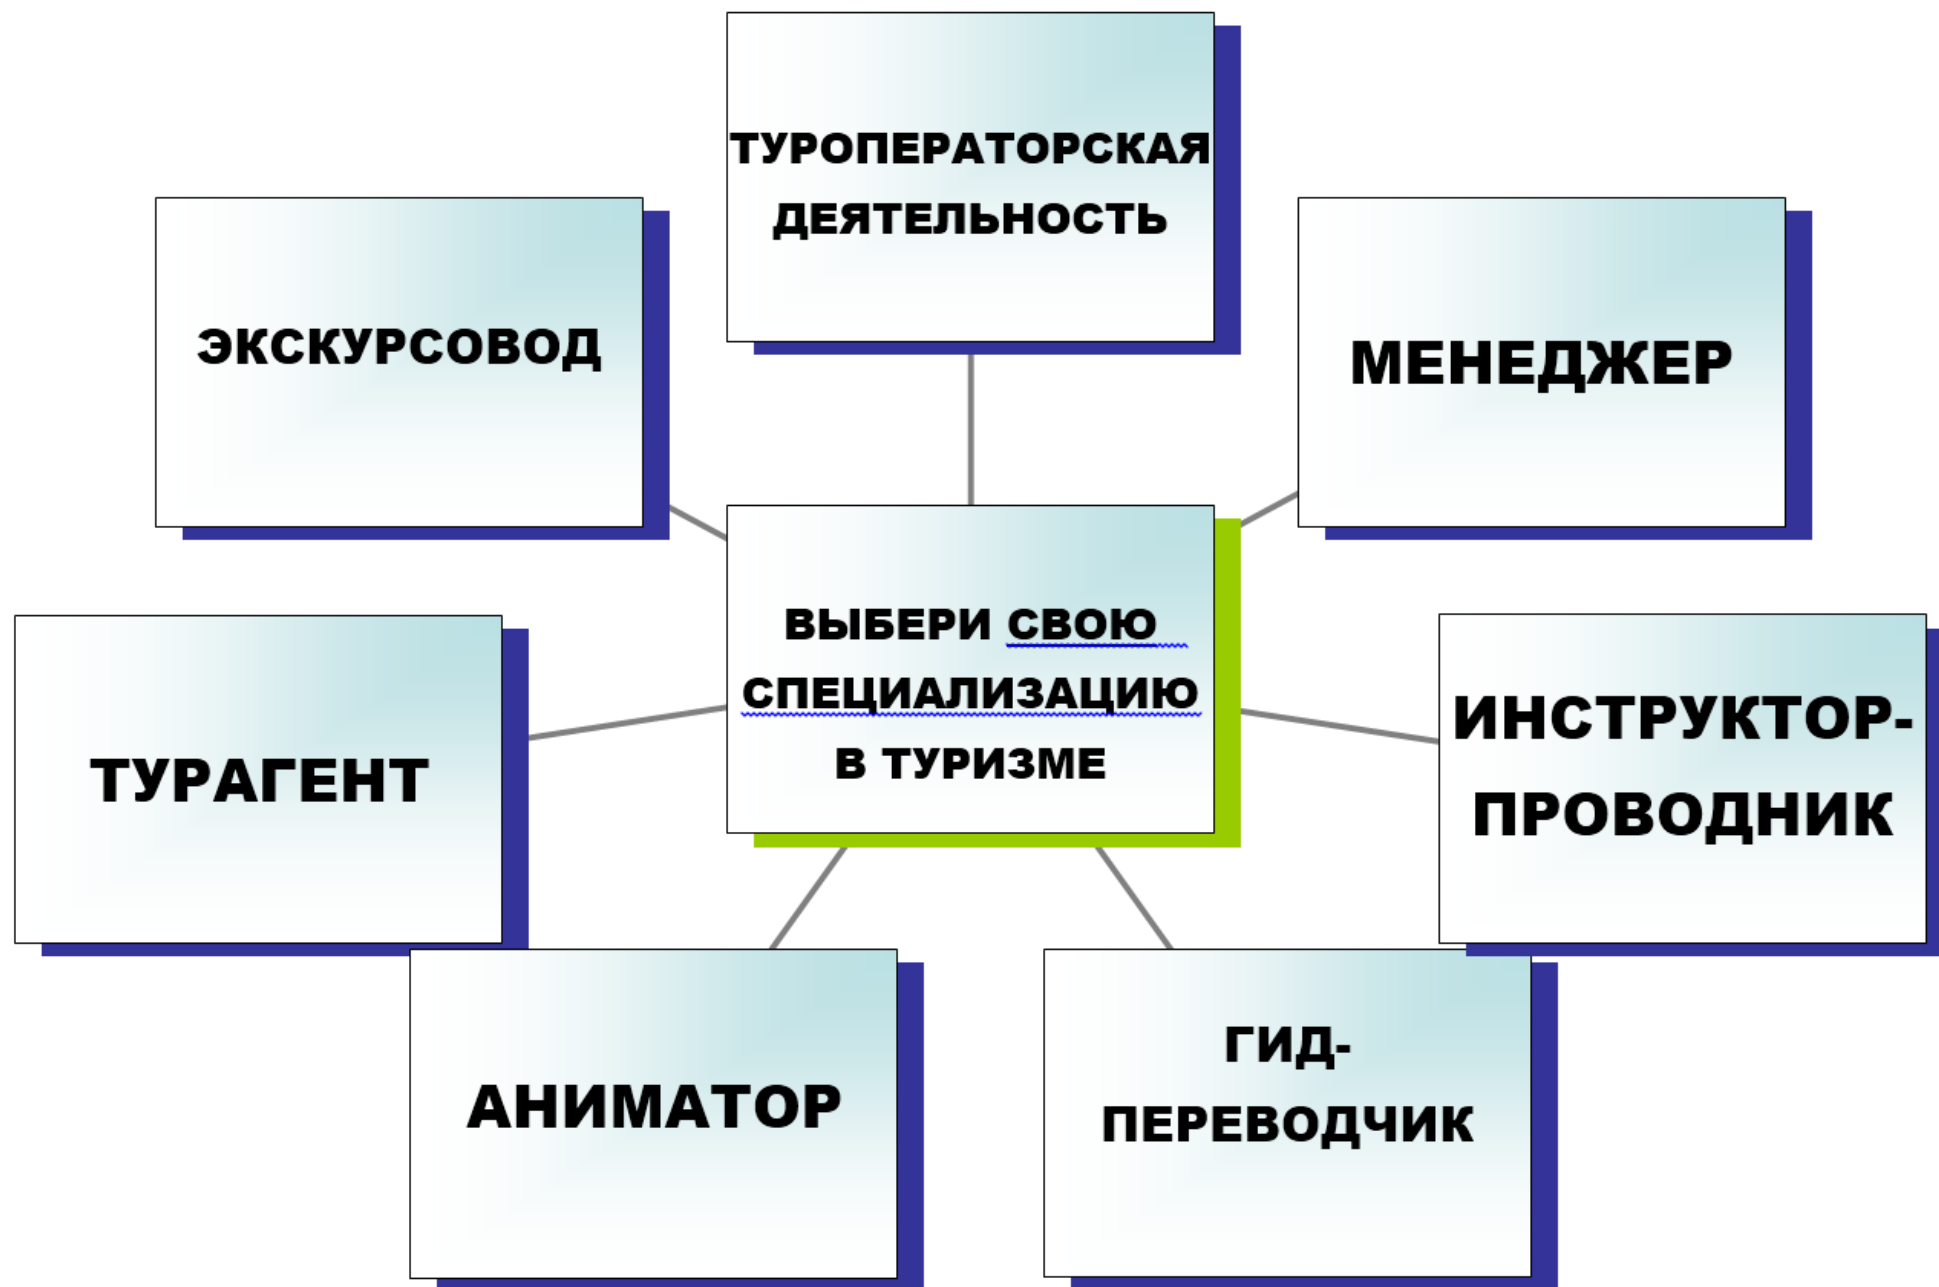 ТУРОПЕРАТОРСКАЯ
ДЕЯТЕЛЬНОСТЬ
ЭКСКУРСОВОД
МЕНЕДЖЕР
ВЫБЕРИ СВОЮ
СПЕЦИАЛИЗАЦИЮ
В ТУРИЗМЕ
ТУРАГЕНТ
ИНСТРУКТОР-
ПРОВОДНИК
АНИМАТОР
ГИД-
ПЕРЕВОДЧИК